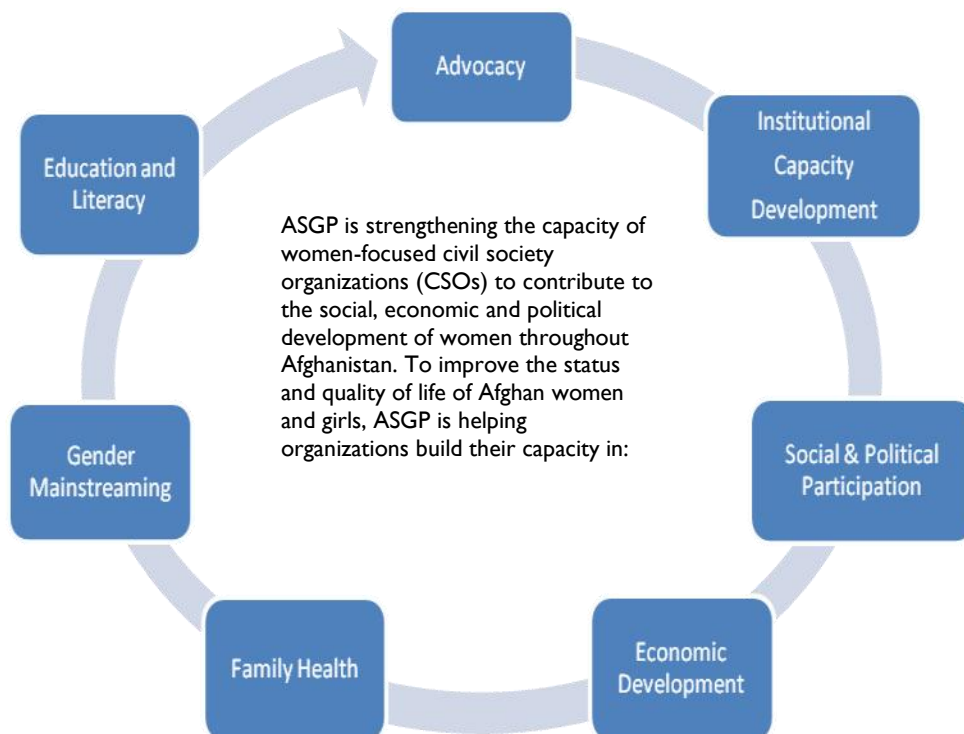 Advocacy
Institutional
Capacity
Development
Social & Political
Participation
Economic
Development
Family Health
Gender
Mainstreaming
Education and
Literacy
ASGP is strengthening the capacity of
women-focused civil society
organizations (CSOs) to contribute to
the social, economic and political
development of women throughout
Afghanistan. To improve the status
and quality of life of Afghan women
and girls, ASGP is helping
organizations build their capacity in: